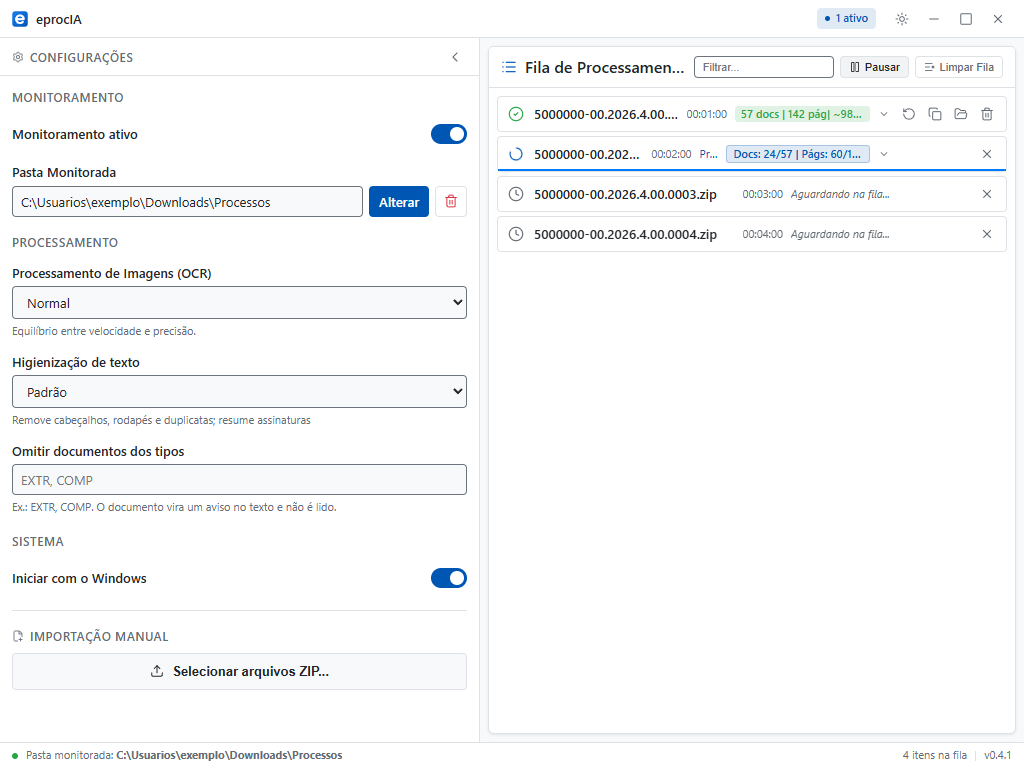 eprocIA
1 ativo
CONFIGURAÇÕES
MONITORAMENTO
Monitoramento ativo
Pasta Monitorada
C:\Usuarios\exemplo\Downloads\Processos
Alterar
PROCESSAMENTO
Processamento de Imagens (OCR)
Normal
Equilíbrio entre velocidade e precisão.
Higienização de texto
Padrão
Remove cabeçalhos, rodapés e duplicatas; resume assinaturas
Omitir documentos dos tipos
EXTR, COMP
Ex.: EXTR, COMP. O documento vira um aviso no texto e não é lido.
SISTEMA
Iniciar com o Windows
IMPORTAÇÃO MANUAL
Selecionar arquivos ZIP...
Fila de Processamen...
Filtrar...
Pausar
Limpar Fila
5000000-00.2026.4.00.... 00:01:00 57 docs | 142 pág| ~98...
5000000-00.202... 00:02:00 Pr... Docs: 24/57 | Págs: 60/1...
5000000-00.2026.4.00.0003.zip 00:03:00 Aguardando na fila...
5000000-00.2026.4.00.0004.zip 00:04:00 Aguardando na fila...
Pasta monitorada: C:\Usuarios\exemplo\Downloads\Processos
4 itens na fila
v0.4.1